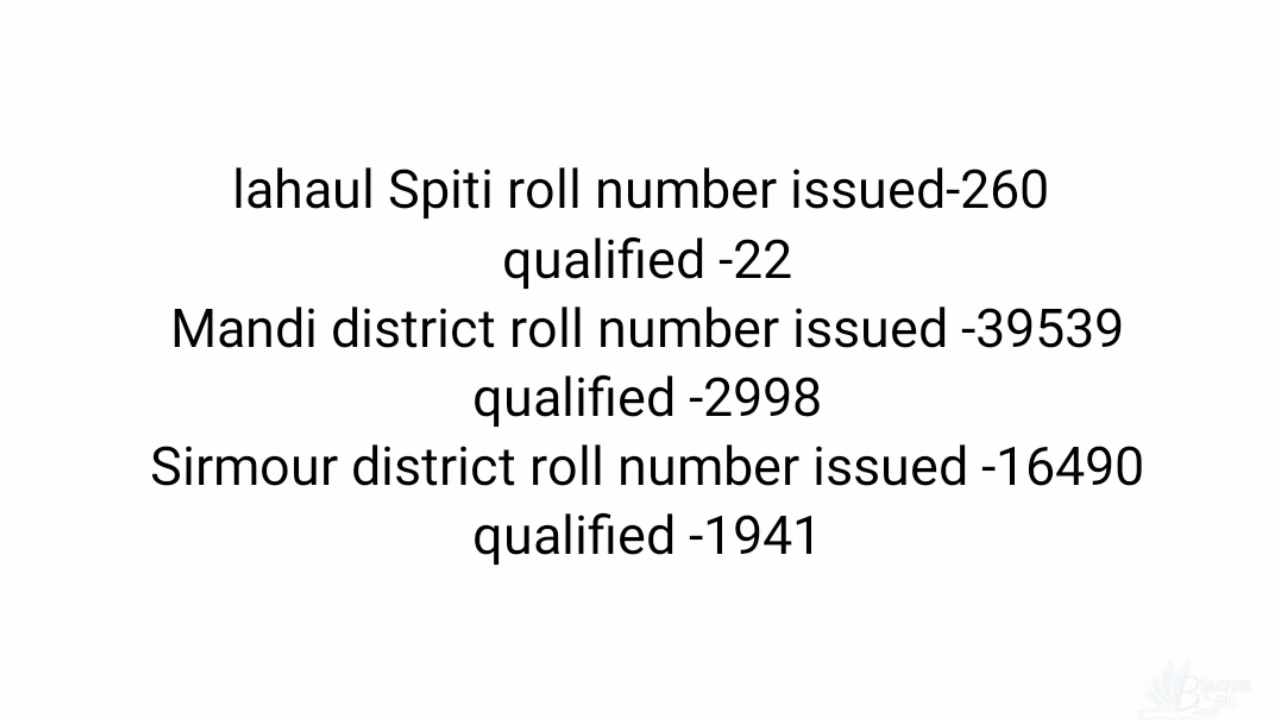 lahaul Spiti roll number issued-260
qualified -22
Mandi district roll number issued -39539
qualified -2998
Sirmour district roll number issued -16490
qualified -1941